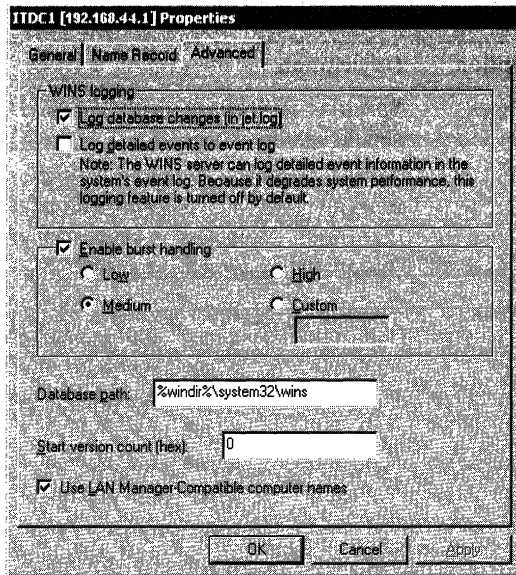 ITDC1 [192.168.44.1] Properties
General Name Record Advanced
WINS logging
Log database changes (in jet.log)
Log detailed events to event log
Note: The WINS server can log detailed event information in the
system's event log. Because it degrades system performance, this
logging feature is turned off by default.
Enable burst handling
Low High
Medium Custom
Database path: %windir%\system32\wins
Start version count (hex): 0
Use LAN Manager-Compatible computer names
OK Cancel Apply